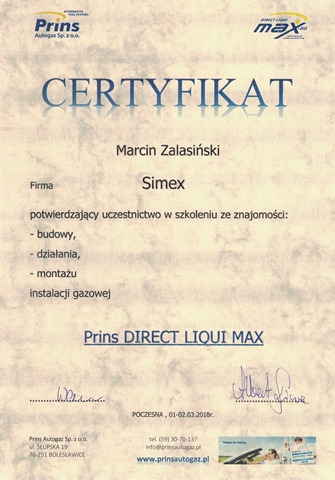 Prins
Autogaz Sp. z o.o.
DIRECT LIQUI
max
CERTYFIKAT
Marcin Zalasiński
Firma Simex
potwierdzający uczestnictwo w szkoleniu ze znajomości:
- budowy,
- działania,
- montażu
instalacji gazowej
Prins DIRECT LIQUI MAX
POCZESNA , 01-02.03.2018r.
Prins Autogaz Sp. z o.o.
ul. SŁUPSKA 19
76-251 BOLESŁAWICE
tel. (59) 30-70-137
info@prinsautogaz.pl
www.prinsautogaz.pl